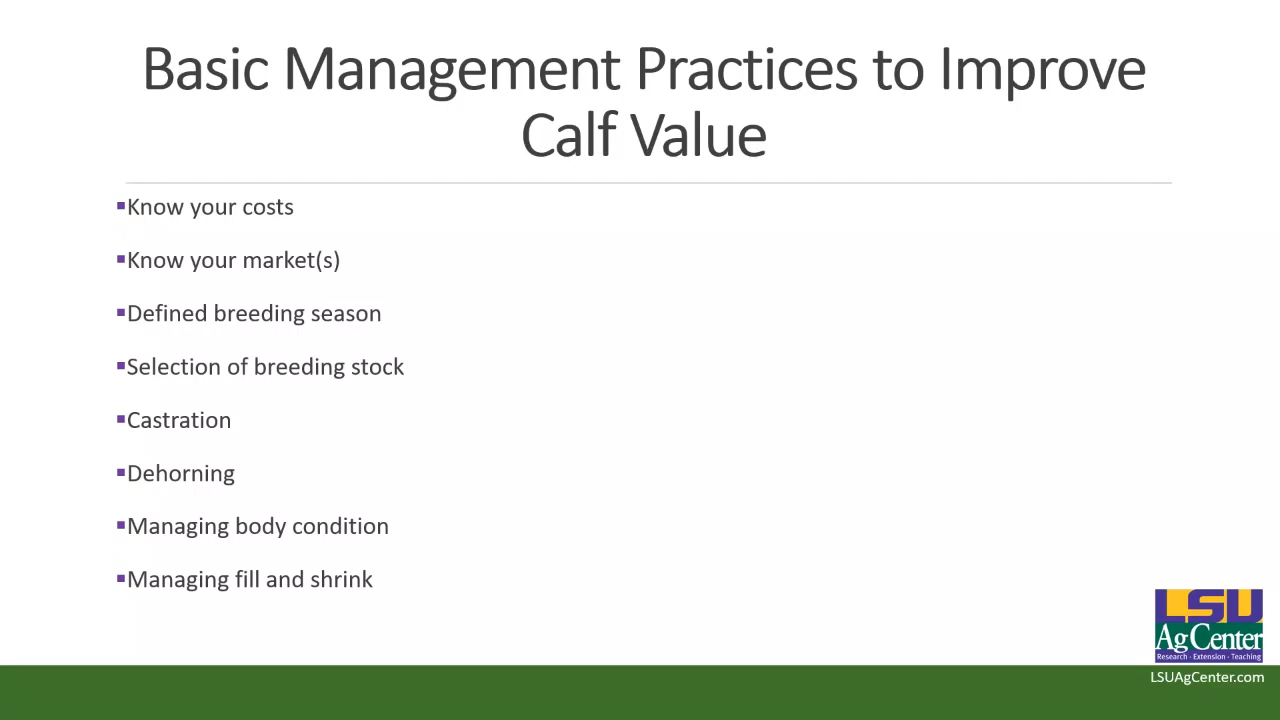 Basic Management Practices to Improve
Calf Value
▪Know your costs
▪Know your market(s)
▪Defined breeding season
▪Selection of breeding stock
▪Castration
▪Dehorning
▪Managing body condition
▪Managing fill and shrink
LSU
AgCenter
Research · Extension · Teaching
LSUAgCenter.com